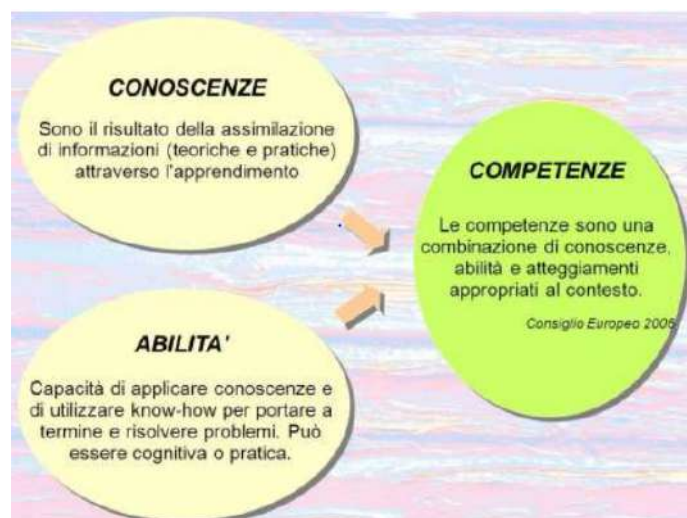 CONOSCENZE
Sono il risultato della assimilazione
di informazioni (teoriche e pratiche)
attraverso l'apprendimento
COMPETENZE
Le competenze sono una
combinazione di conoscenze,
abilità e atteggiamenti
appropriati al contesto.
Consiglio Europeo 2006
ABILITA'
Capacità di applicare conoscenze e
di utilizzare know-how per portare a
termine e risolvere problemi. Può
essere cognitiva o pratica.